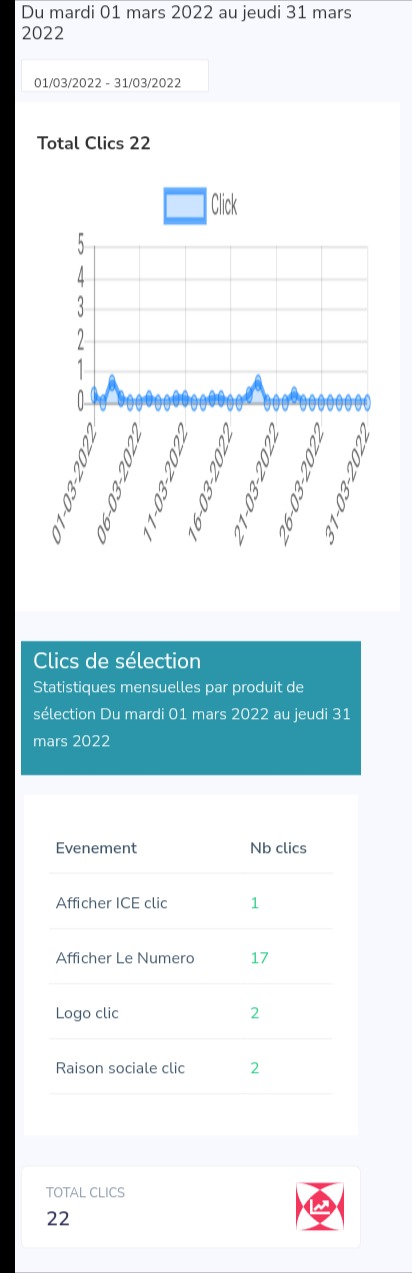 Du mardi 01 mars 2022 au jeudi 31 mars
2022
01/03/2022 - 31/03/2022
Total Clics 22
Click
5
4
3
2
1
0
01-03-2022
06-03-2022
11-03-2022
16-03-2022
21-03-2022
26-03-2022
31-03-2022
Clics de sélection
Statistiques mensuelles par produit de
sélection Du mardi 01 mars 2022 au jeudi 31
mars 2022
Evenement Nb clics
Afficher ICE clic 1
Afficher Le Numero 17
Logo clic 2
Raison sociale clic 2
TOTAL CLICS
22